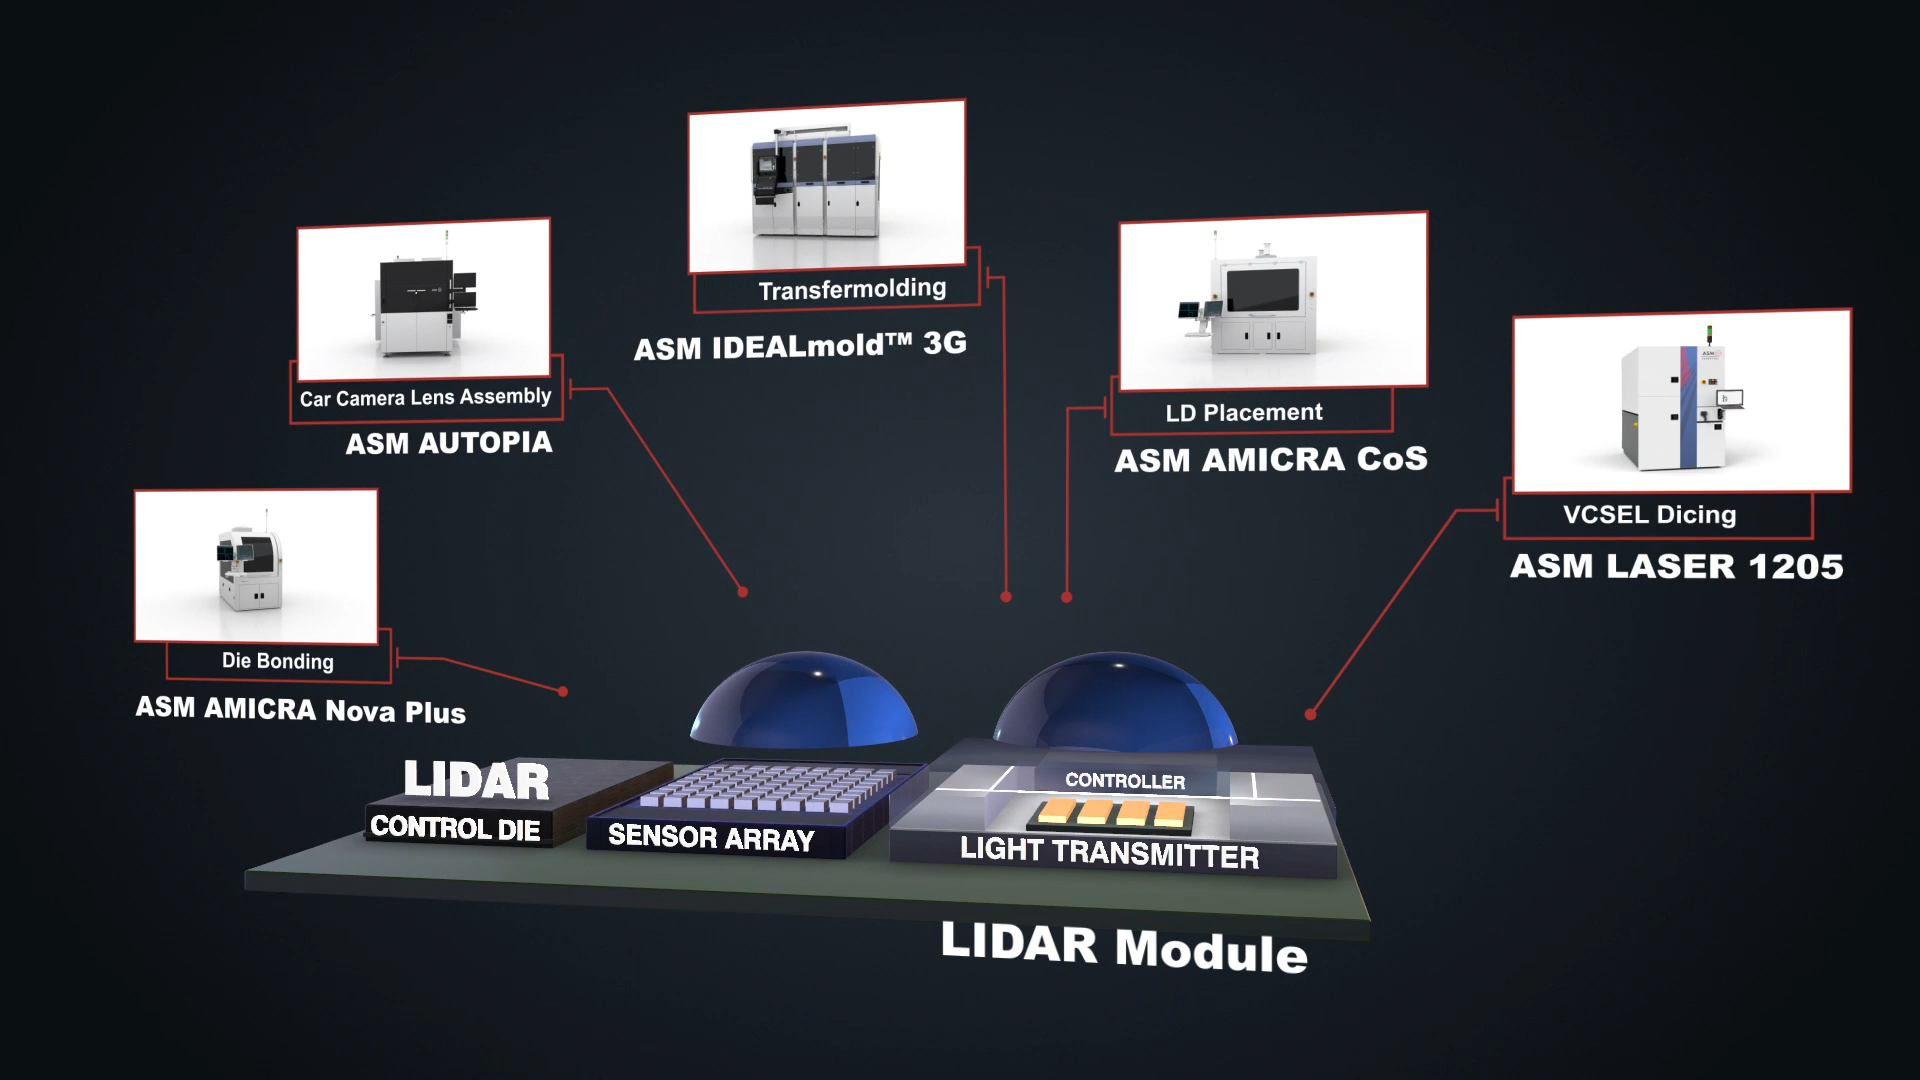 Transfermolding
ASM IDEALmold™ 3G
Car Camera Lens Assembly
ASM AUTOPIA
LD Placement
ASM AMICRA CoS
VCSEL Dicing
ASM LASER 1205
Die Bonding
ASM AMICRA Nova Plus
LIDAR
CONTROL DIE
SENSOR ARRAY
CONTROLLER
LIGHT TRANSMITTER
LIDAR Module